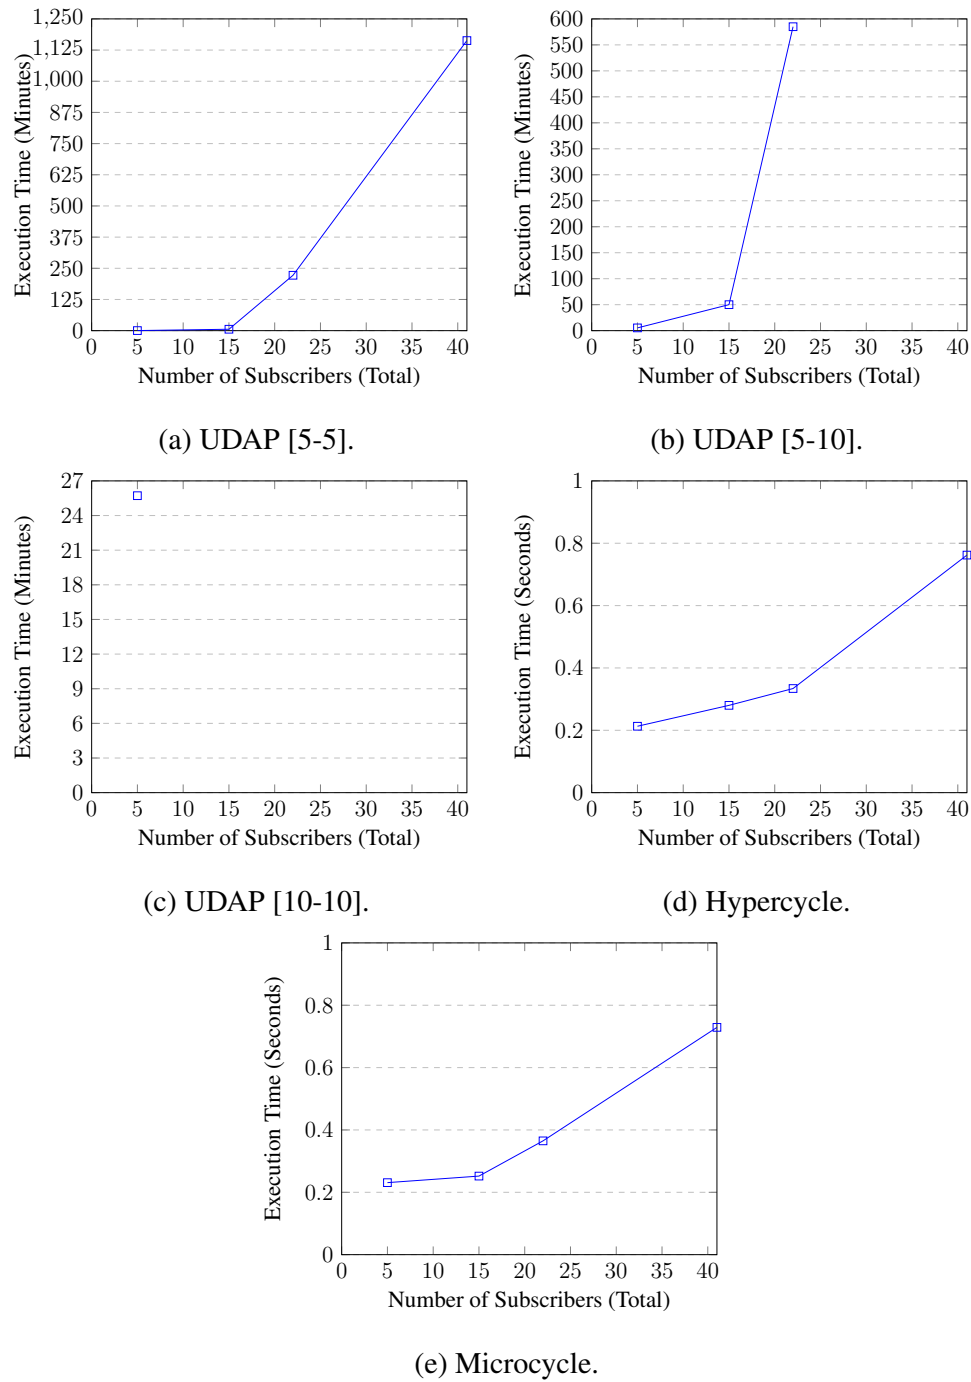 1,250
1,125
1,000
875
750
625
500
375
250
125
0
Execution Time (Minutes)
0 5 10 15 20 25 30 35 40
Number of Subscribers (Total)
(a) UDAP [5-5].
600
550
500
450
400
350
300
250
200
150
100
50
0
Execution Time (Minutes)
0 5 10 15 20 25 30 35 40
Number of Subscribers (Total)
(b) UDAP [5-10].
27
24
21
18
15
12
9
6
3
0
Execution Time (Minutes)
0 5 10 15 20 25 30 35 40
Number of Subscribers (Total)
(c) UDAP [10-10].
1
0.8
0.6
0.4
0.2
0
Execution Time (Seconds)
0 5 10 15 20 25 30 35 40
Number of Subscribers (Total)
(d) Hypercycle.
1
0.8
0.6
0.4
0.2
0
Execution Time (Seconds)
0 5 10 15 20 25 30 35 40
Number of Subscribers (Total)
(e) Microcycle.